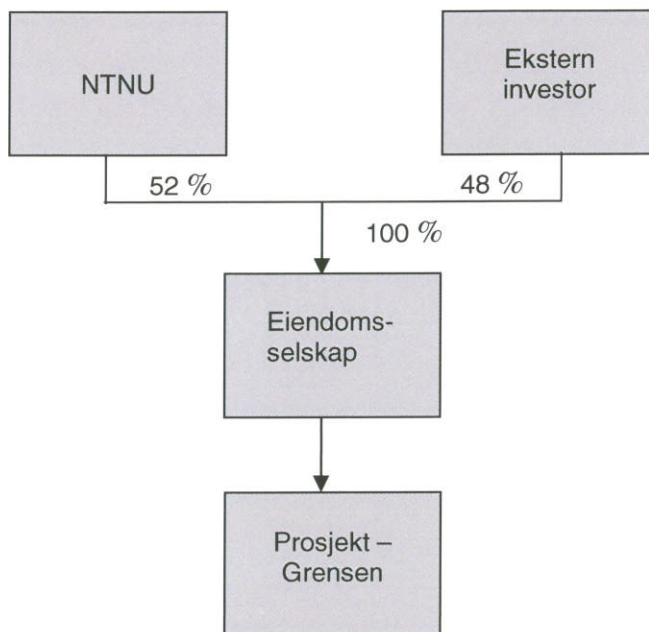 NTNU
Ekstern
investor
52 %
48 %
100 %
Eiendoms-
selskap
Prosjekt –
Grensen